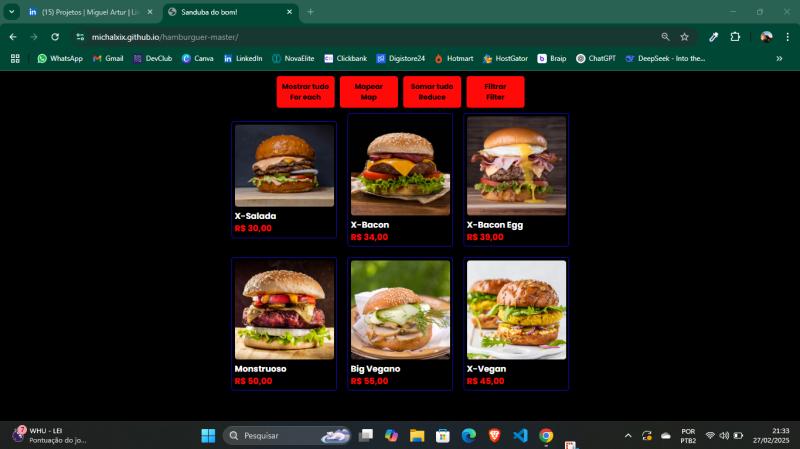 (15) Projetos | Miguel Artur | Li
Sanduba do bom!
michalxix.github.io/hamburguer-master/
WhatsApp
Gmail
DevClub
Canva
LinkedIn
NovaElite
Clickbank
Digistore24
Hotmart
HostGator
Braip
ChatGPT
DeepSeek - Into the...
Mostrar tudo
For each
Mapear
Map
Somar tudo
Reduce
Filtrar
Filter
X-Salada
R$ 30,00
X-Bacon
R$ 34,00
X-Bacon Egg
R$ 39,00
Monstruoso
R$ 50,00
Big Vegano
R$ 55,00
X-Vegan
R$ 45,00
7
WHU - LEI
Pontuação do jo...
Pesquisar
POR
PTB2
21:33
27/02/2025